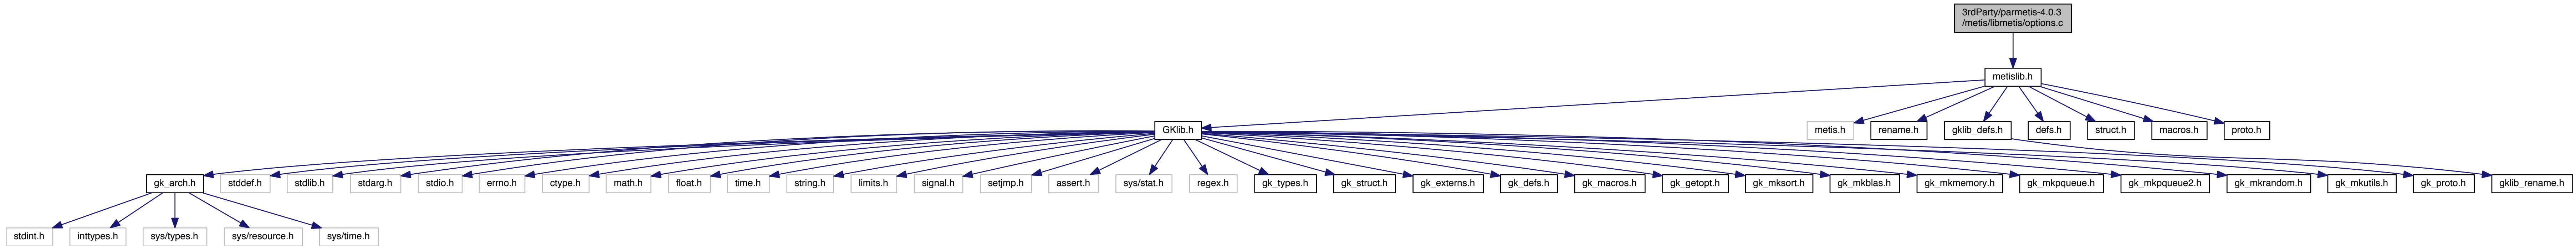 3rdParty/parmetis-4.0.3
/metis/libmetis/options.c
metislib.h
GKlib.h
metis.h
rename.h
gklib_defs.h
defs.h
struct.h
macros.h
proto.h
gk_arch.h
stddef.h
stdlib.h
stdarg.h
stdio.h
errno.h
ctype.h
math.h
float.h
time.h
string.h
limits.h
signal.h
setjmp.h
assert.h
sys/stat.h
regex.h
gk_types.h
gk_struct.h
gk_externs.h
gk_defs.h
gk_macros.h
gk_getopt.h
gk_mksort.h
gk_mkblas.h
gk_mkmemory.h
gk_mkpqueue.h
gk_mkpqueue2.h
gk_mkrandom.h
gk_mkutils.h
gk_proto.h
gklib_rename.h
stdint.h
inttypes.h
sys/types.h
sys/resource.h
sys/time.h